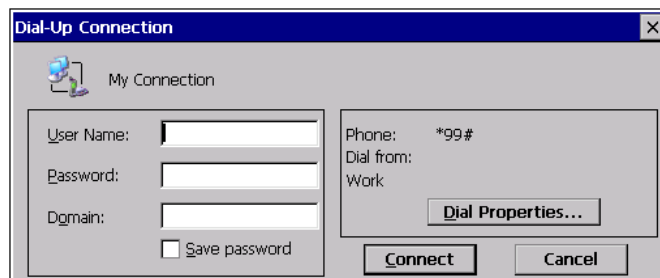 Dial-Up Connection
My Connection
User Name:
Password:
Domain:
Save password
Phone: *99#
Dial from:
Work
Dial Properties...
Connect Cancel